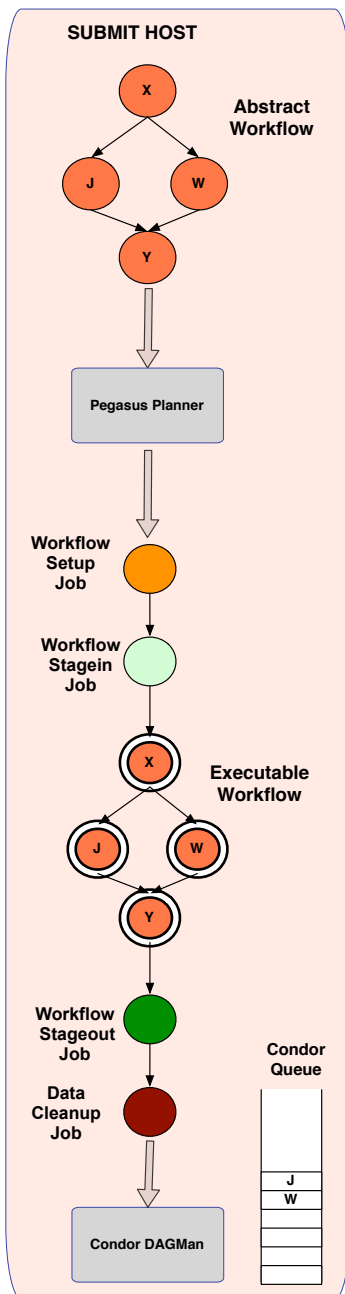 SUBMIT HOST
X
Abstract
Workflow
J
W
Y
Pegasus Planner
Workflow
Setup
Job
Workflow
Stagein
Job
X
Executable
Workflow
J
W
Y
Workflow
Stageout
Job
Condor
Queue
Data
Cleanup
Job
J
W
Condor DAGMan